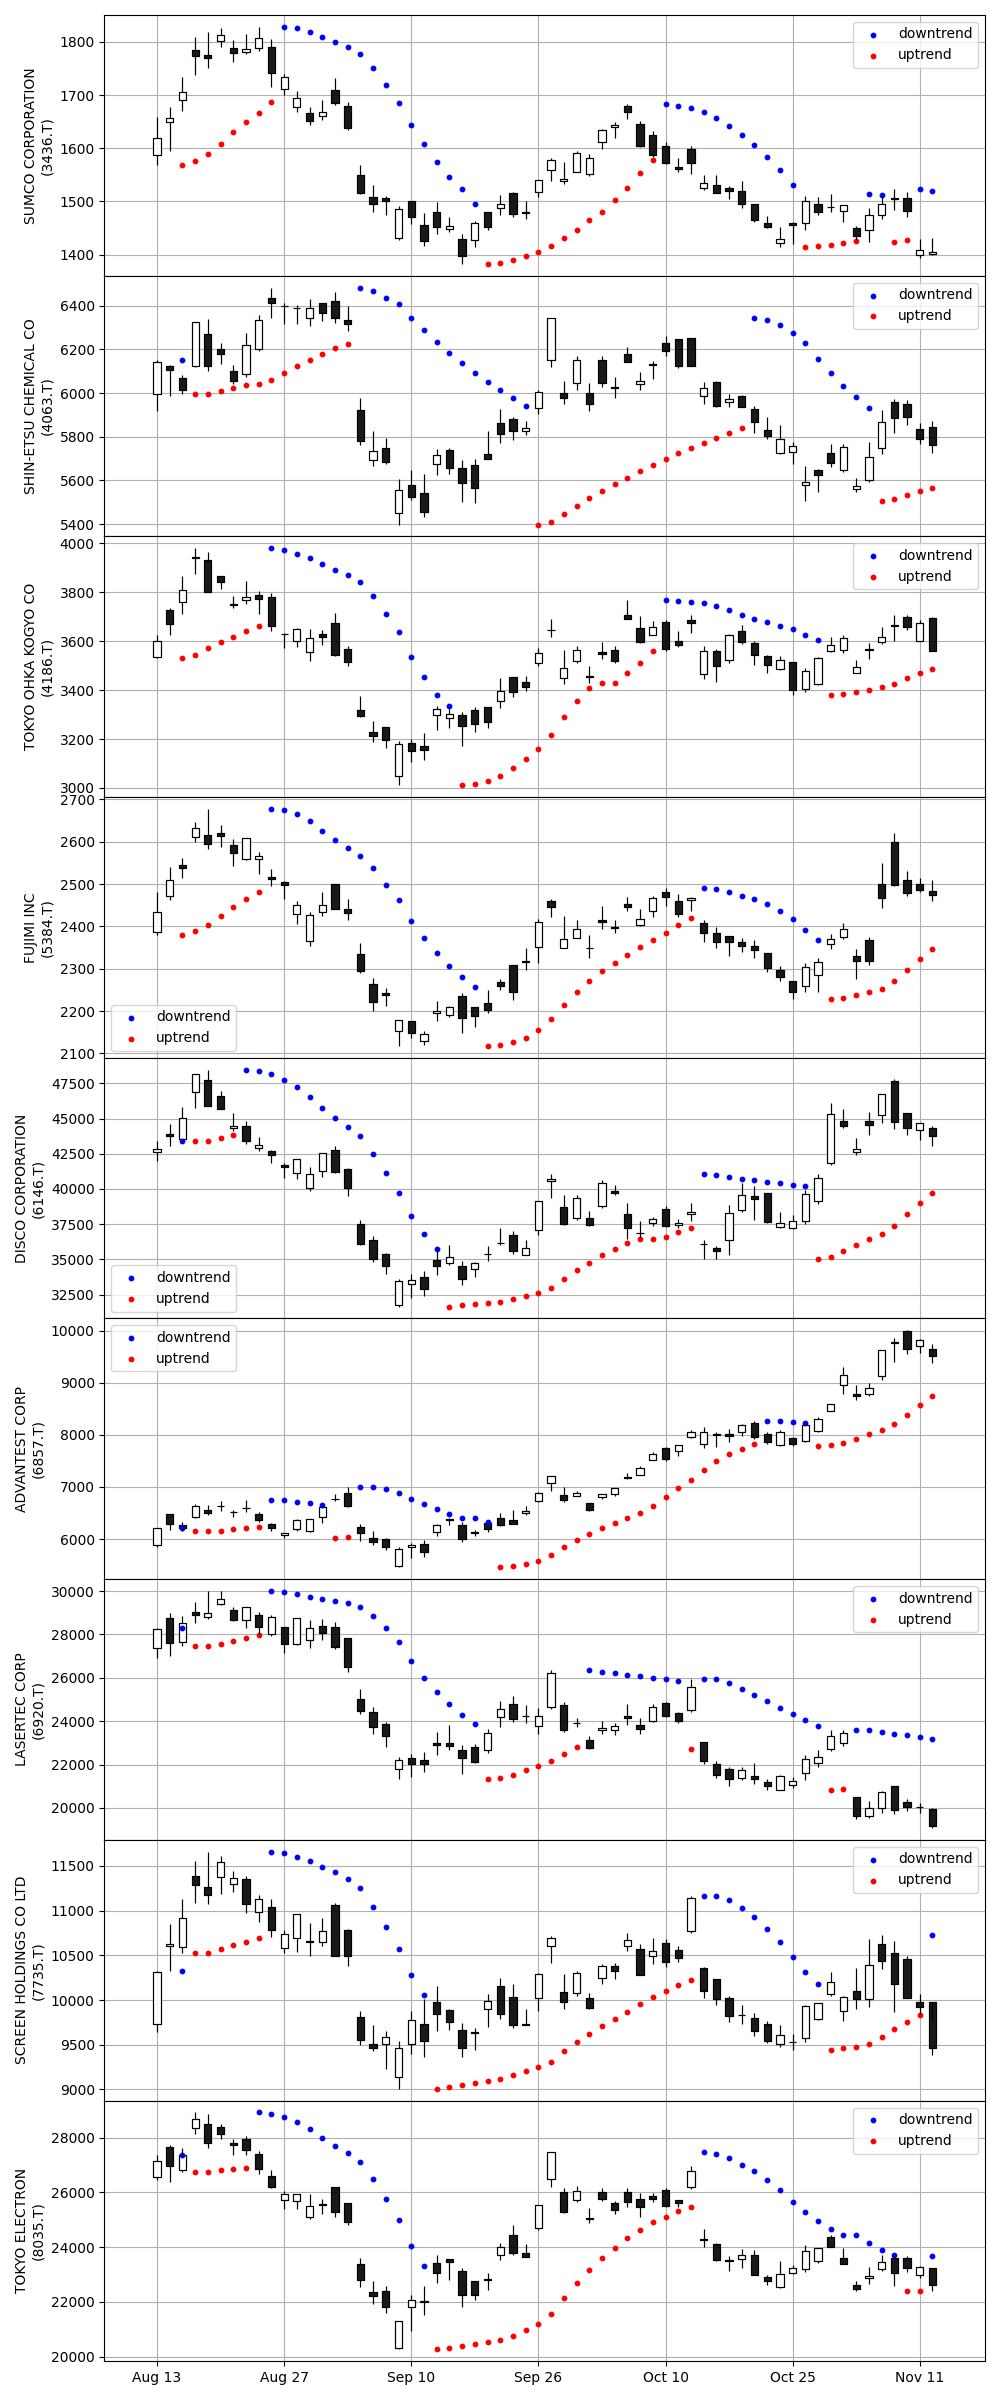 1800
1700
1600
1500
1400
SUMCO CORPORATION
(3436.T)
downtrend
uptrend
6400
6200
6000
5800
5600
5400
SHIN-ETSU CHEMICAL CO
(4063.T)
downtrend
uptrend
4000
3800
3600
3400
3200
3000
TOKYO OHKA KOGYO CO
(4186.T)
downtrend
uptrend
2700
2600
2500
2400
2300
2200
2100
FUJIMI INC
(5384.T)
downtrend
uptrend
47500
45000
42500
40000
37500
35000
32500
DISCO CORPORATION
(6146.T)
downtrend
uptrend
10000
9000
8000
7000
6000
ADVANTEST CORP
(6857.T)
downtrend
uptrend
30000
28000
26000
24000
22000
20000
LASERTEC CORP
(6920.T)
downtrend
uptrend
11500
11000
10500
10000
9500
9000
SCREEN HOLDINGS CO LTD
(7735.T)
downtrend
uptrend
28000
26000
24000
22000
20000
TOKYO ELECTRON
(8035.T)
downtrend
uptrend
Aug 13 Aug 27 Sep 10 Sep 26 Oct 10 Oct 25 Nov 11